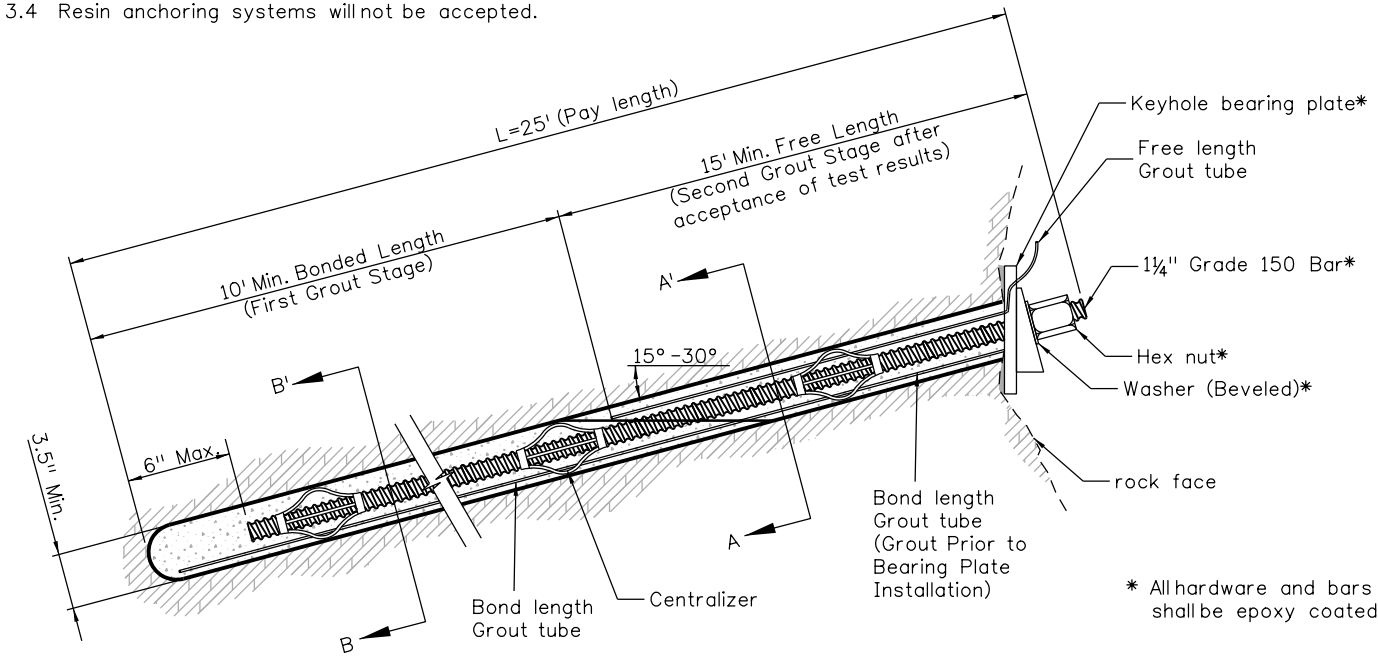 3.4 Resin anchoring systems will not be accepted.
L=25' (Pay length)
15' Min. Free Length
(Second Grout Stage after
acceptance of test results)
10' Min. Bonded Length
(First Grout Stage)
Keyhole bearing plate*
Free length
Grout tube
1¼" Grade 150 Bar*
Hex nut*
Washer (Beveled)*
rock face
A'
15° -30°
B'
6" Max.
3.5" Min.
A
B
Bond length
Grout tube
(Grout Prior to
Bearing Plate
Installation)
Centralizer
Bond length
Grout tube
* All hardware and bars
shall be epoxy coated